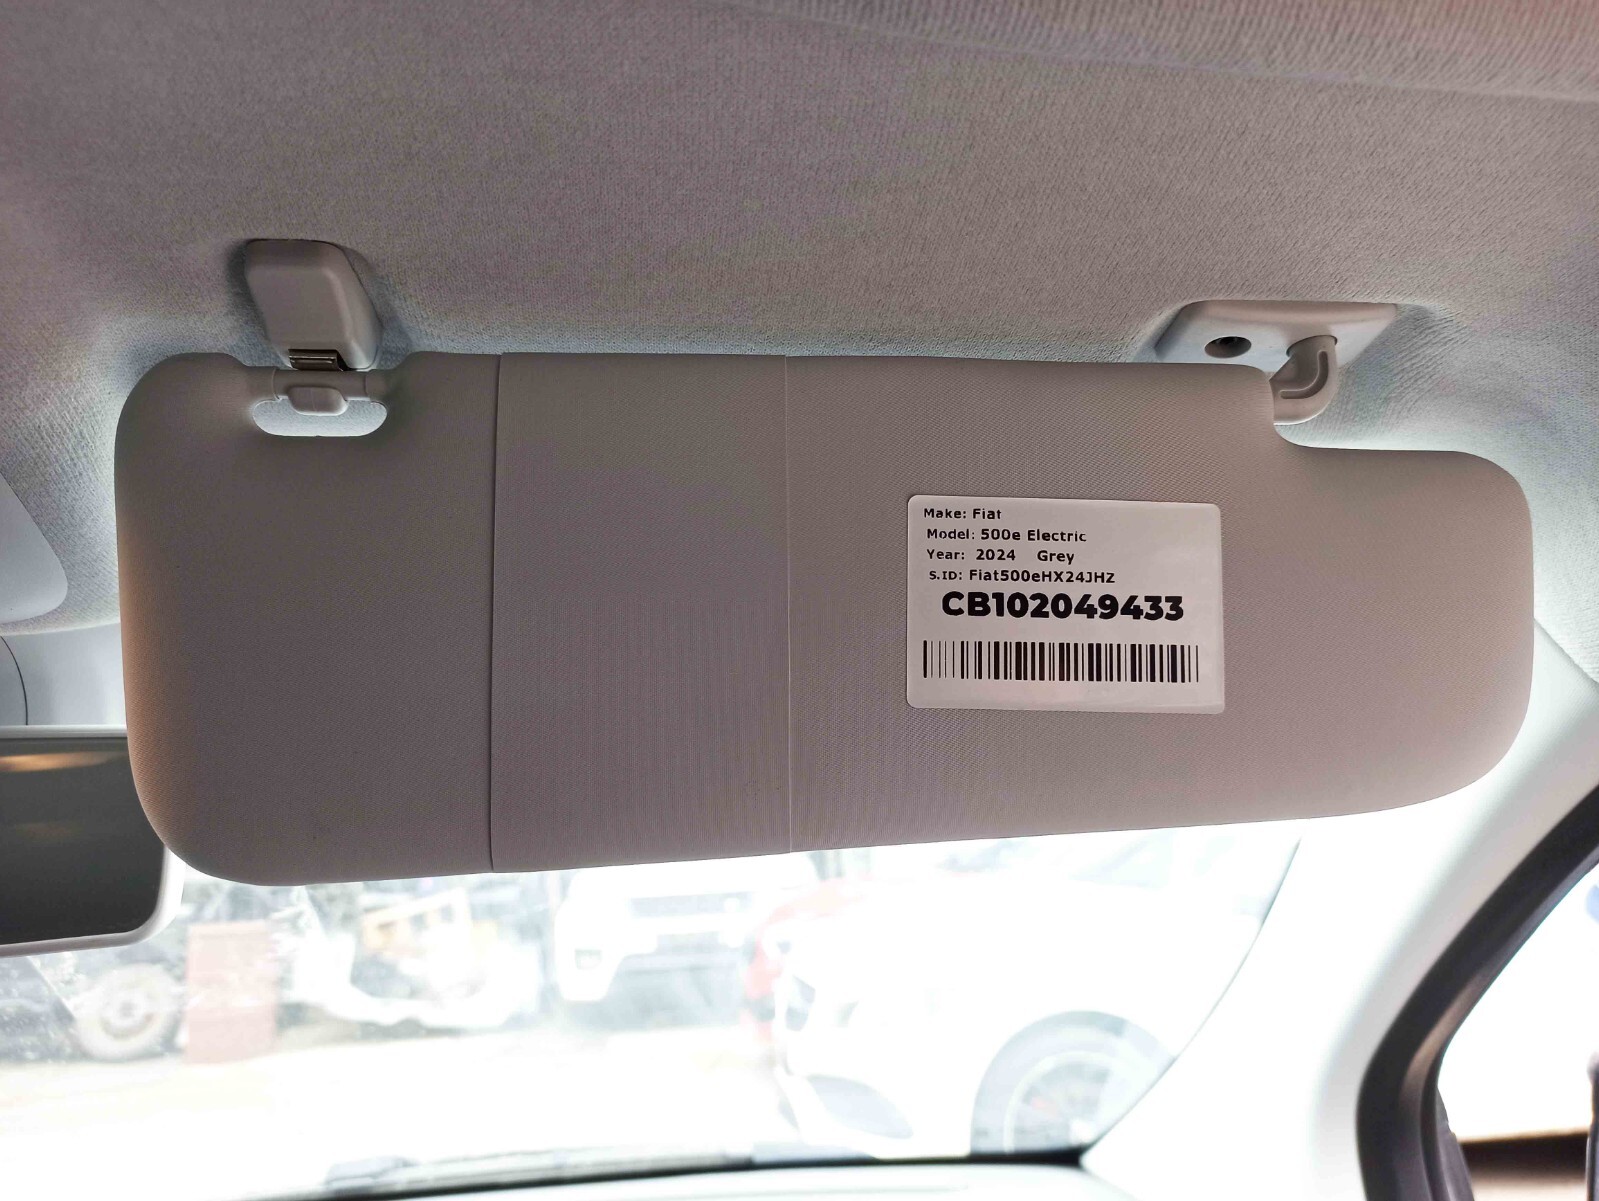 Make: Fiat
Model: 500e Electric
Year: 2024 Grey
S.ID: Fiat500eHX24JHZ
CB102049433